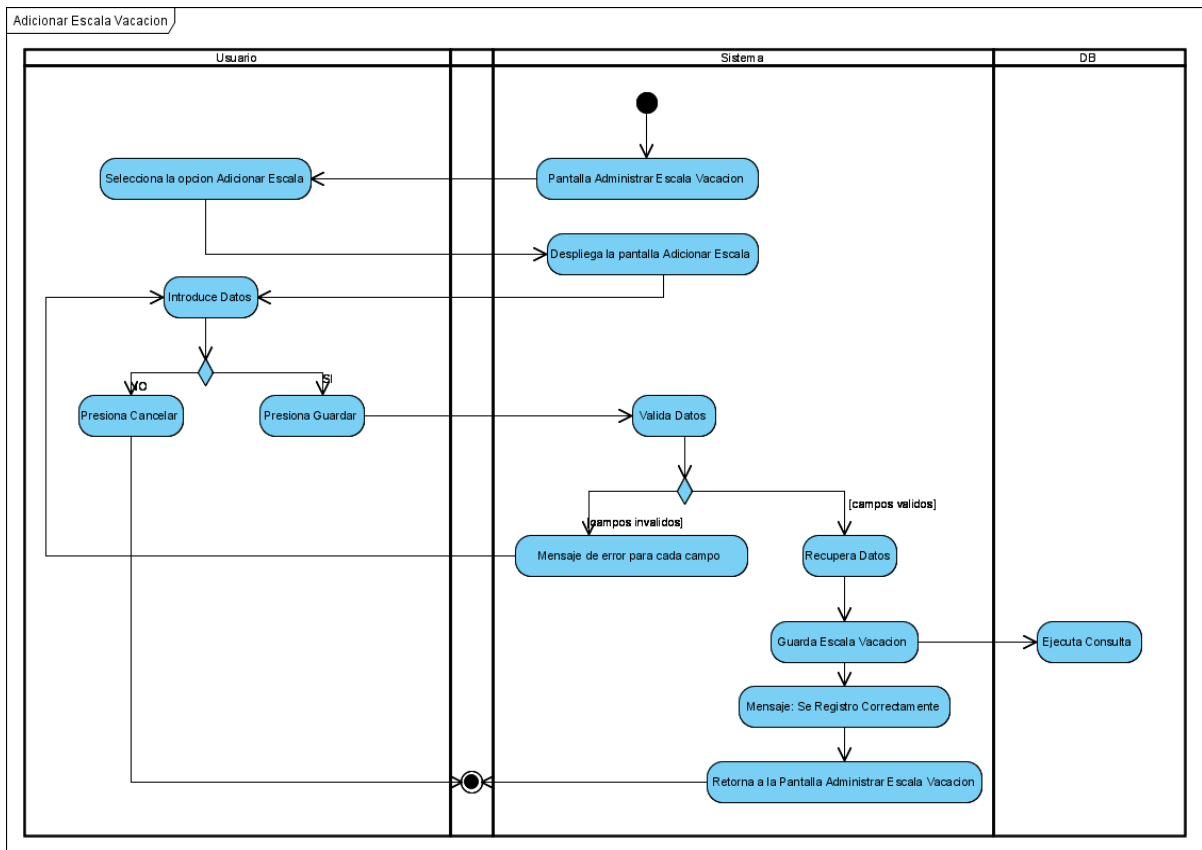 Adicionar Escala Vacacion
Usuario
Sistema
DB
Selecciona la opcion Adicionar Escala
Pantalla Administrar Escala Vacacion
Despliega la pantalla Adicionar Escala
Introduce Datos
YO
SI
Presiona Cancelar
Presiona Guardar
Valida Datos
[campos invalidos]
[campos validos]
Mensaje de error para cada campo
Recupera Datos
Guarda Escala Vacacion
Ejecuta Consulta
Mensaje: Se Registro Correctamente
Retorna a la Pantalla Administrar Escala Vacacion